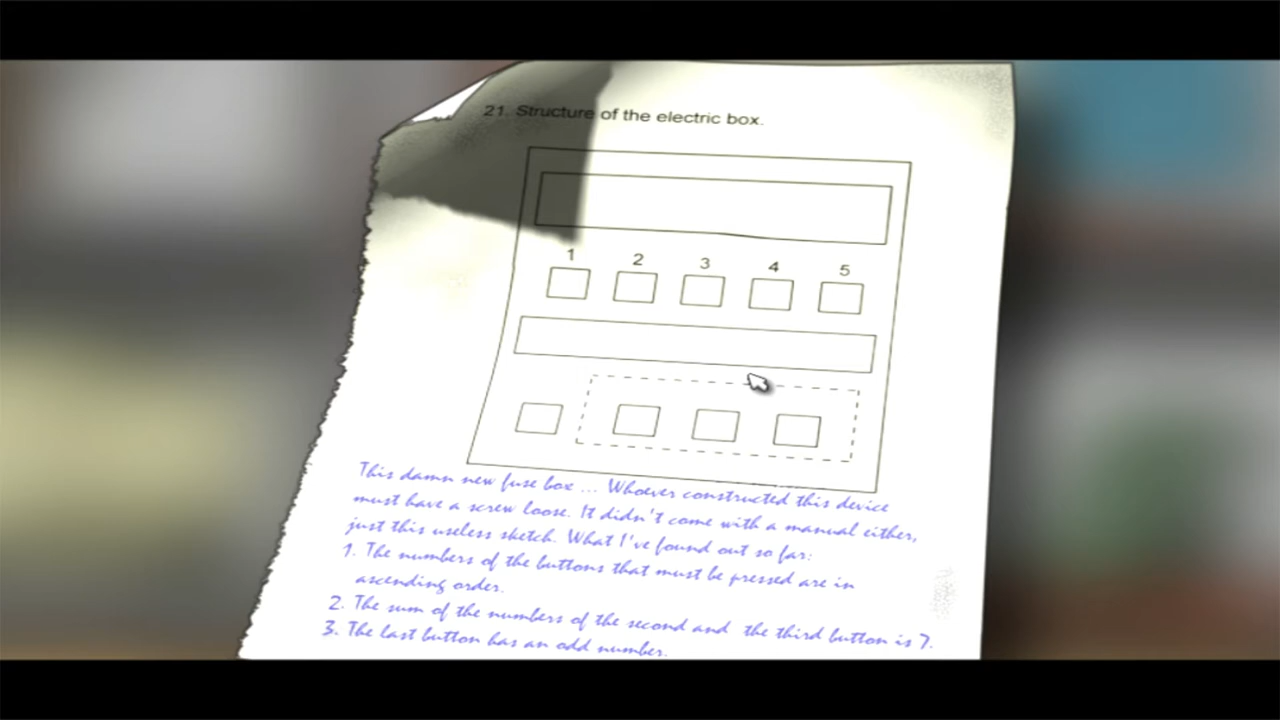 21. Structure of the electric box.
1 2 3 4 5
This damn new fuse box ... Whoever constructed this device
must have a screw loose. It didn't come with a manual either,
just this useless sketch. What I've found out so far:
1. The numbers of the buttons that must be pressed are in
ascending order.
2. The sum of the numbers of the second and the third button is 7.
3. The last button has an odd number.